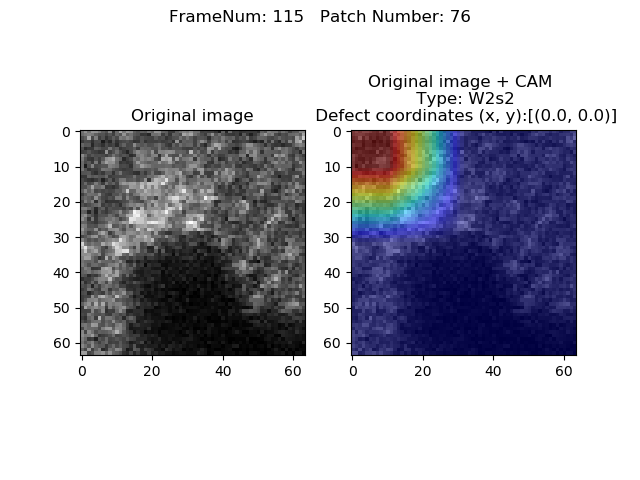 FrameNum: 115   Patch Number: 76
Original image
Original image + CAM
Type: W2s2
Defect coordinates (x, y):[(0.0, 0.0)]
0
10
20
30
40
50
60
0 20 40 60
0
10
20
30
40
50
60
0 20 40 60